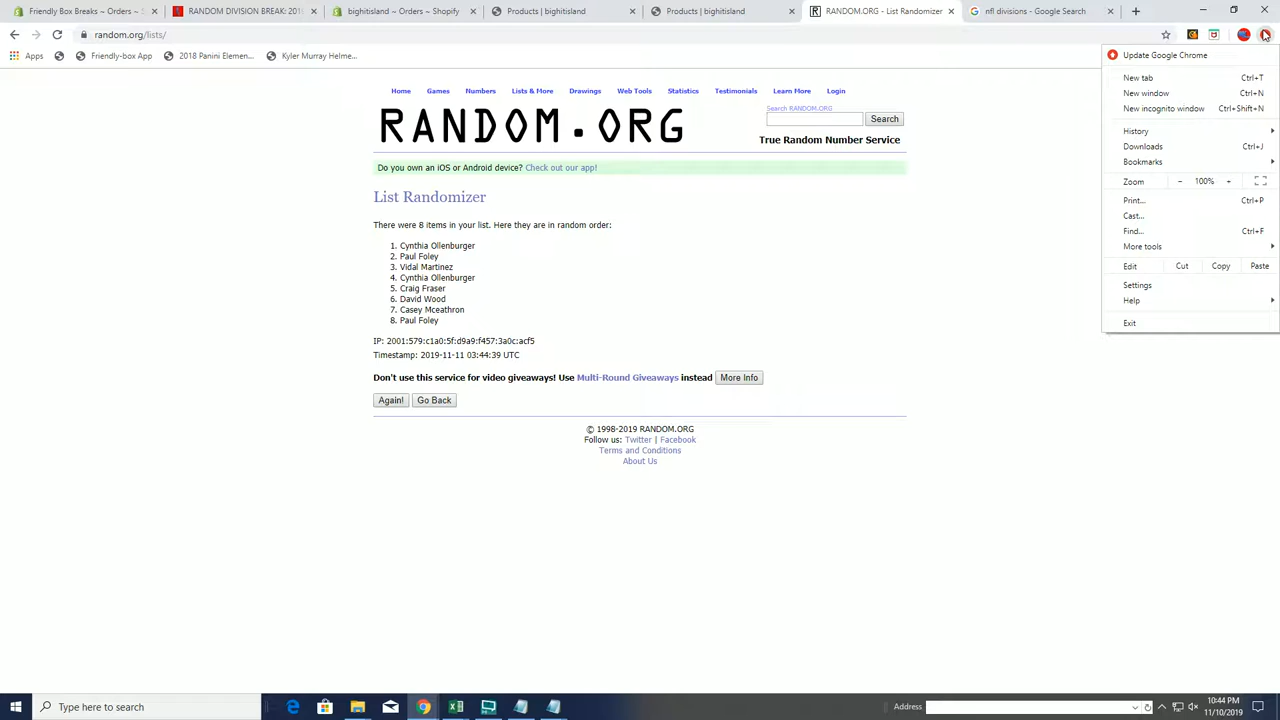 Friendly Box Breaks ~ Orders ~ S
RANDOM DIVISION BREAK: 201
bighitisland ~ Orders ~ Shopify
Products | bighitisland
Products | bighitisland
RANDOM.ORG - List Randomizer
nfl divisions - Google Search
random.org/lists/
Apps
Friendly-box App
2018 Panini Elemen...
Kyler Murray Helme...
Update Google Chrome
New tab Ctrl+T
New window Ctrl+N
New incognito window Ctrl+Shift+N
History
Downloads Ctrl+J
Bookmarks
Zoom − 100% +
Print... Ctrl+P
Cast...
Find... Ctrl+F
More tools
Edit Cut Copy Paste
Settings
Help
Exit
Home Games Numbers Lists & More Drawings Web Tools Statistics Testimonials Learn More Login
RANDOM.ORG
Search RANDOM.ORG
Search
True Random Number Service
Do you own an iOS or Android device? Check out our app!
List Randomizer
There were 8 items in your list. Here they are in random order:
1. Cynthia Ollenburger
2. Paul Foley
3. Vidal Martinez
4. Cynthia Ollenburger
5. Craig Fraser
6. David Wood
7. Casey Mceathron
8. Paul Foley
IP: 2001:579:c1a0:5f:d9a9:f457:3a0c:acf5
Timestamp: 2019-11-11 03:44:39 UTC
Don't use this service for video giveaways! Use Multi-Round Giveaways instead More Info
Again! Go Back
© 1998-2019 RANDOM.ORG
Follow us: Twitter | Facebook
Terms and Conditions
About Us
Type here to search
Address
10:44 PM
11/10/2019